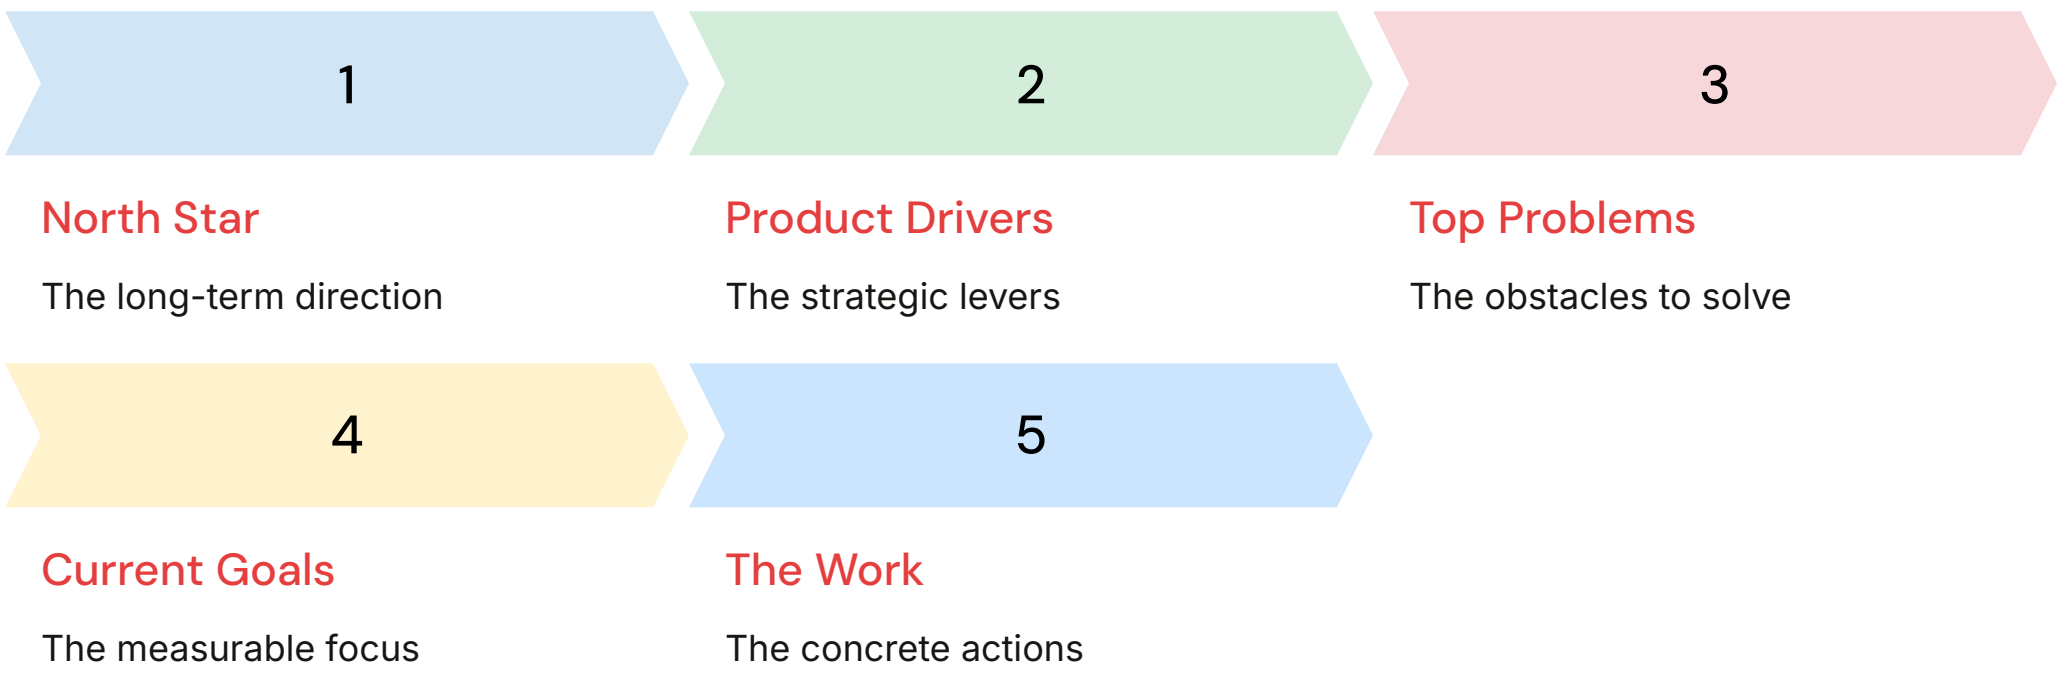 1
2
3
North Star
Product Drivers
Top Problems
The long-term direction
The strategic levers
The obstacles to solve
4
5
Current Goals
The Work
The measurable focus
The concrete actions